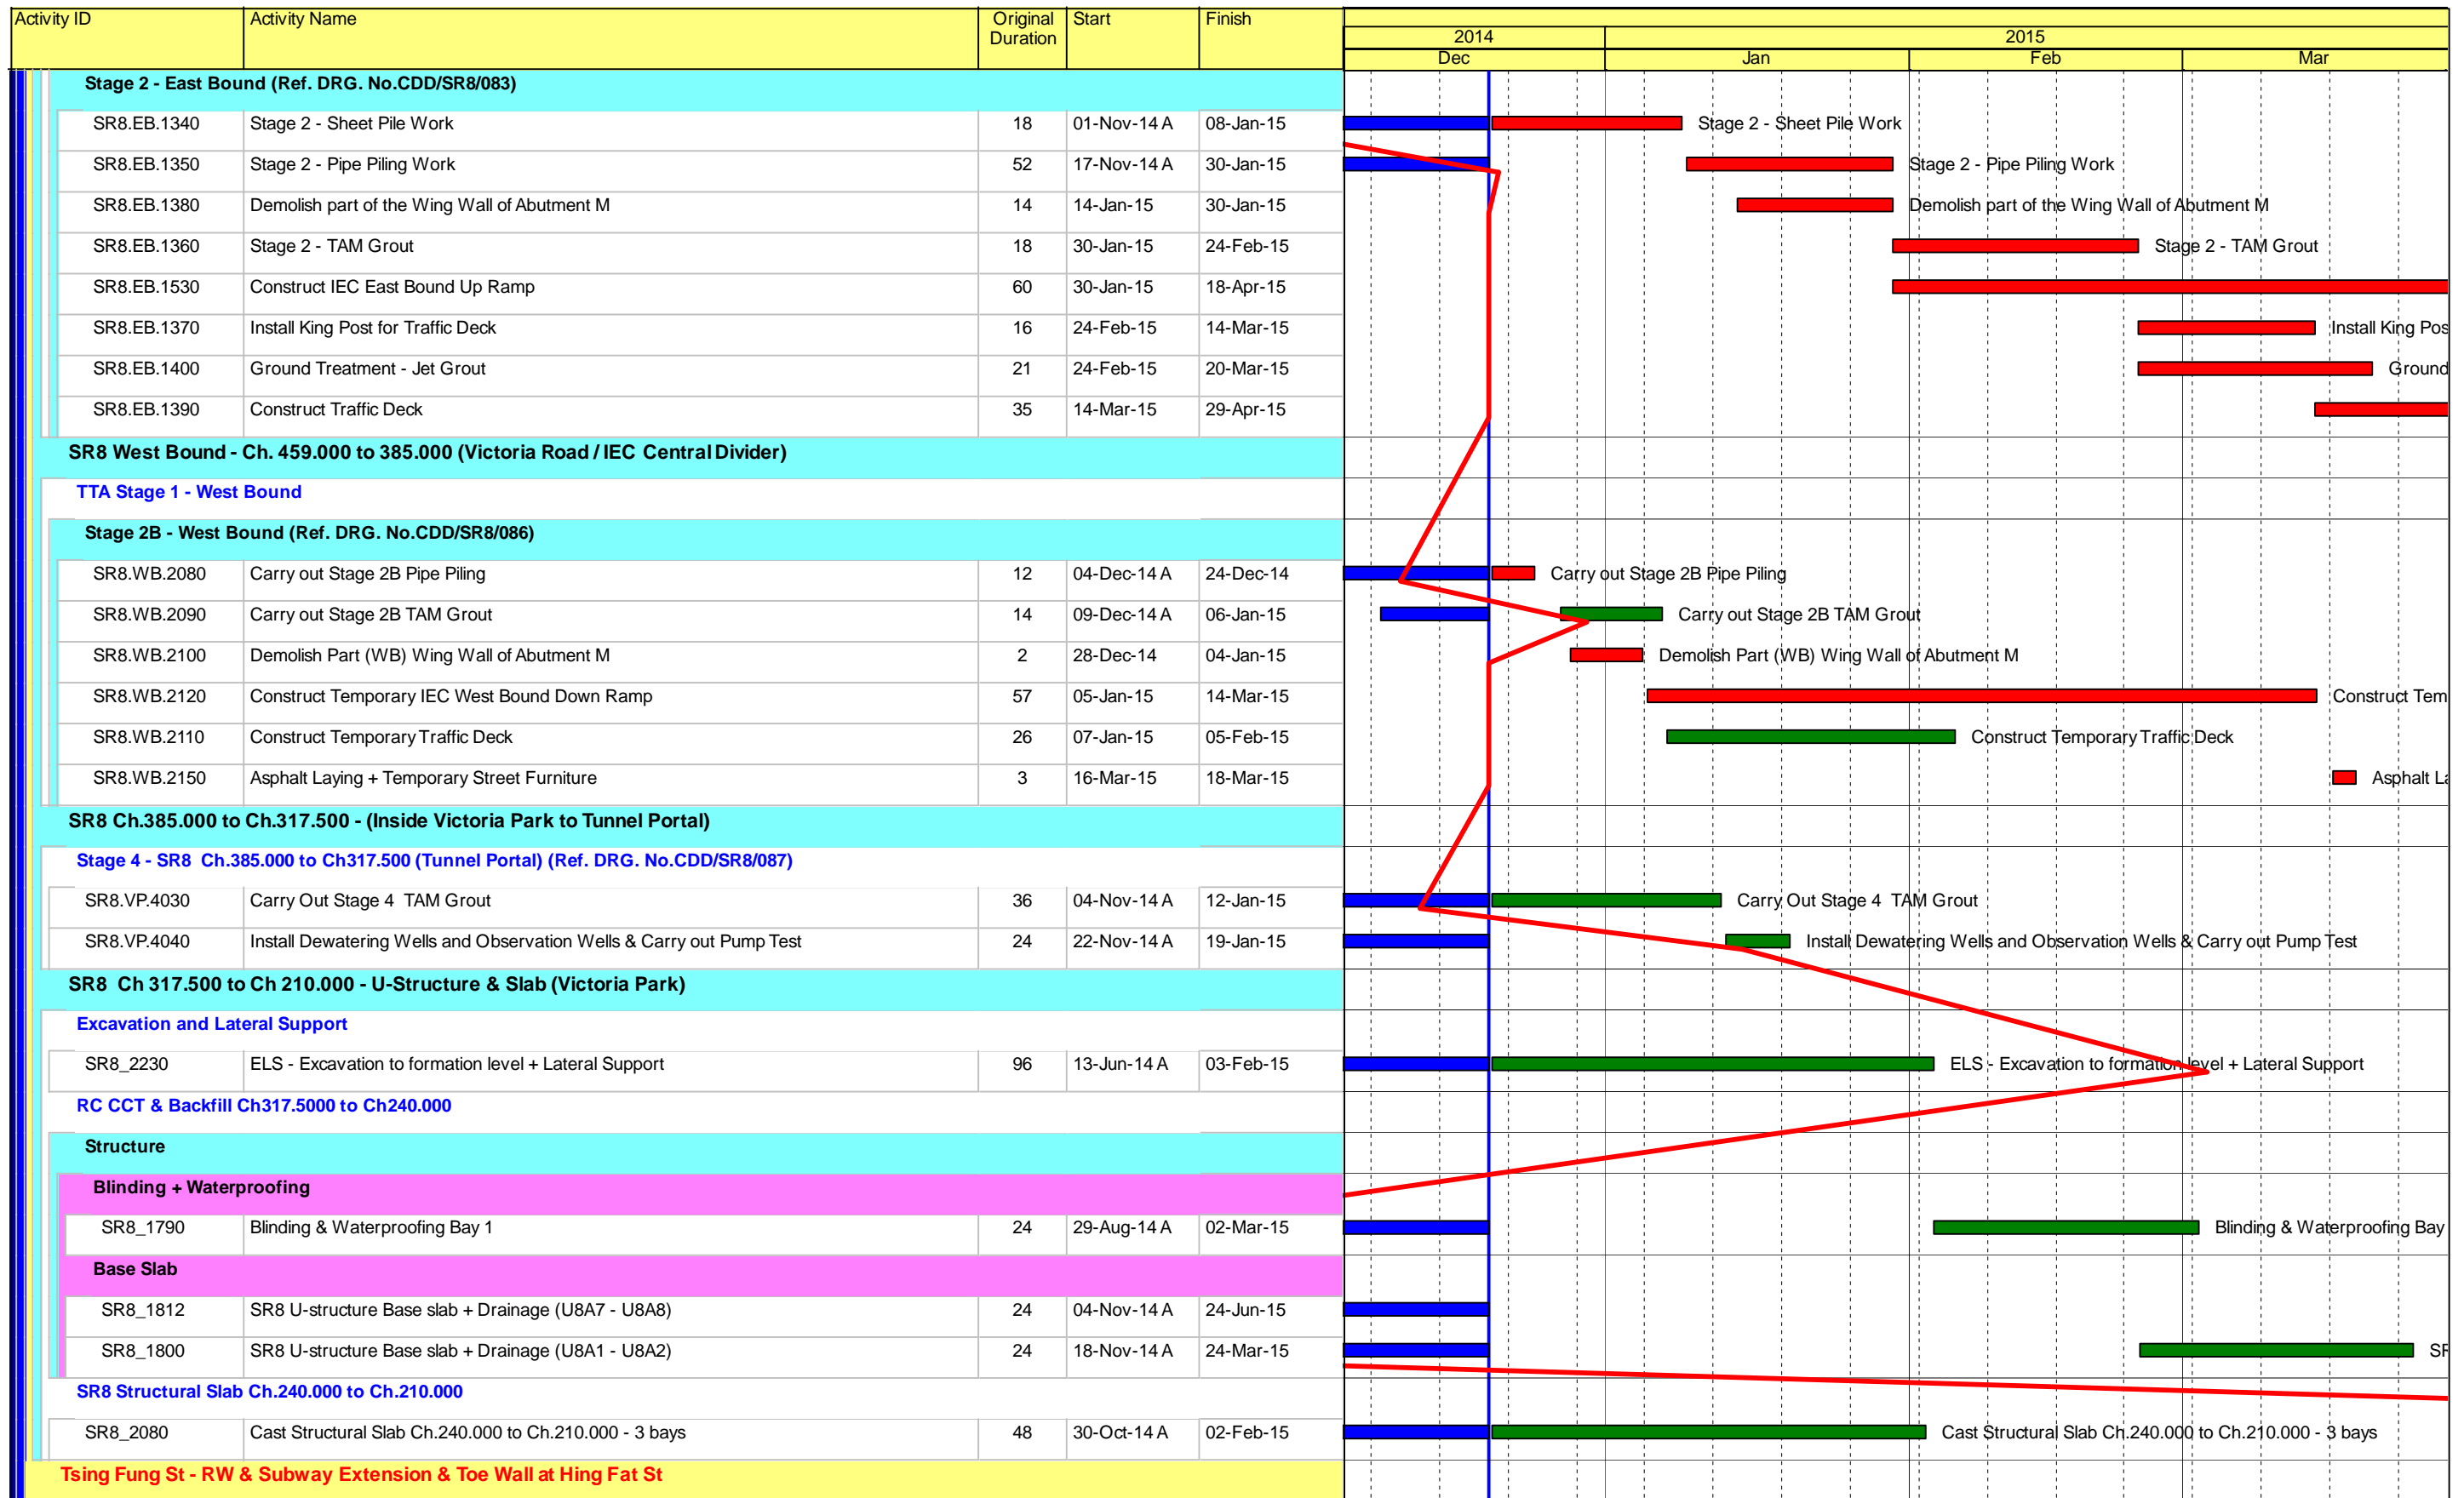 Activity ID Activity Name Original Duration Start Finish
2014 2015
Dec Jan Feb Mar
Stage 2 - East Bound (Ref. DRG. No.CDD/SR8/083)
SR8.EB.1340 Stage 2 - Sheet Pile Work 18 01-Nov-14 A 08-Jan-15 Stage 2 - Sheet Pile Work
SR8.EB.1350 Stage 2 - Pipe Piling Work 52 17-Nov-14 A 30-Jan-15 Stage 2 - Pipe Piling Work
SR8.EB.1380 Demolish part of the Wing Wall of Abutment M 14 14-Jan-15 30-Jan-15 Demolish part of the Wing Wall of Abutment M
SR8.EB.1360 Stage 2 - TAM Grout 18 30-Jan-15 24-Feb-15 Stage 2 - TAM Grout
SR8.EB.1530 Construct IEC East Bound Up Ramp 60 30-Jan-15 18-Apr-15
SR8.EB.1370 Install King Post for Traffic Deck 16 24-Feb-15 14-Mar-15 Install King Pos
SR8.EB.1400 Ground Treatment - Jet Grout 21 24-Feb-15 20-Mar-15 Ground
SR8.EB.1390 Construct Traffic Deck 35 14-Mar-15 29-Apr-15
SR8 West Bound - Ch. 459.000 to 385.000 (Victoria Road / IEC Central Divider)
TTA Stage 1 - West Bound
Stage 2B - West Bound (Ref. DRG. No.CDD/SR8/086)
SR8.WB.2080 Carry out Stage 2B Pipe Piling 12 04-Dec-14 A 24-Dec-14 Carry out Stage 2B Pipe Piling
SR8.WB.2090 Carry out Stage 2B TAM Grout 14 09-Dec-14 A 06-Jan-15 Carry out Stage 2B TAM Grout
SR8.WB.2100 Demolish Part (WB) Wing Wall of Abutment M 2 28-Dec-14 04-Jan-15 Demolish Part (WB) Wing Wall of Abutment M
SR8.WB.2120 Construct Temporary IEC West Bound Down Ramp 57 05-Jan-15 14-Mar-15 Construct Tem
SR8.WB.2110 Construct Temporary Traffic Deck 26 07-Jan-15 05-Feb-15 Construct Temporary Traffic Deck
SR8.WB.2150 Asphalt Laying + Temporary Street Furniture 3 16-Mar-15 18-Mar-15 Asphalt La
SR8 Ch.385.000 to Ch.317.500 - (Inside Victoria Park to Tunnel Portal)
Stage 4 - SR8 Ch.385.000 to Ch317.500 (Tunnel Portal) (Ref. DRG. No.CDD/SR8/087)
SR8.VP.4030 Carry Out Stage 4 TAM Grout 36 04-Nov-14 A 12-Jan-15 Carry Out Stage 4 TAM Grout
SR8.VP.4040 Install Dewatering Wells and Observation Wells & Carry out Pump Test 24 22-Nov-14 A 19-Jan-15 Install Dewatering Wells and Observation Wells & Carry out Pump Test
SR8 Ch 317.500 to Ch 210.000 - U-Structure & Slab (Victoria Park)
Excavation and Lateral Support
SR8_2230 ELS - Excavation to formation level + Lateral Support 96 13-Jun-14 A 03-Feb-15 ELS - Excavation to formation level + Lateral Support
RC CCT & Backfill Ch317.5000 to Ch240.000
Structure
Blinding + Waterproofing
SR8_1790 Blinding & Waterproofing Bay 1 24 29-Aug-14 A 02-Mar-15 Blinding & Waterproofing Bay
Base Slab
SR8_1812 SR8 U-structure Base slab + Drainage (U8A7 - U8A8) 24 04-Nov-14 A 24-Jun-15
SR8_1800 SR8 U-structure Base slab + Drainage (U8A1 - U8A2) 24 18-Nov-14 A 24-Mar-15 SR
SR8 Structural Slab Ch.240.000 to Ch.210.000
SR8_2080 Cast Structural Slab Ch.240.000 to Ch.210.000 - 3 bays 48 30-Oct-14 A 02-Feb-15 Cast Structural Slab Ch.240.000 to Ch.210.000 - 3 bays
Tsing Fung St - RW & Subway Extension & Toe Wall at Hing Fat St